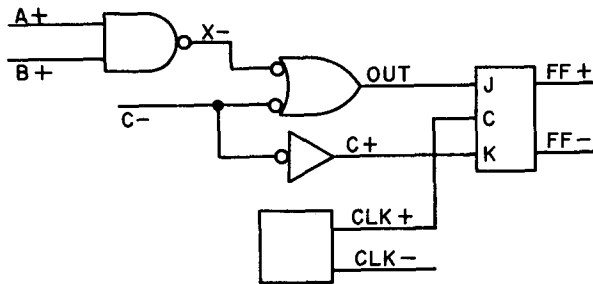 A+
X-
B+
OUT
FF+
J
C-
C
C+
K
FF-
CLK+
CLK-